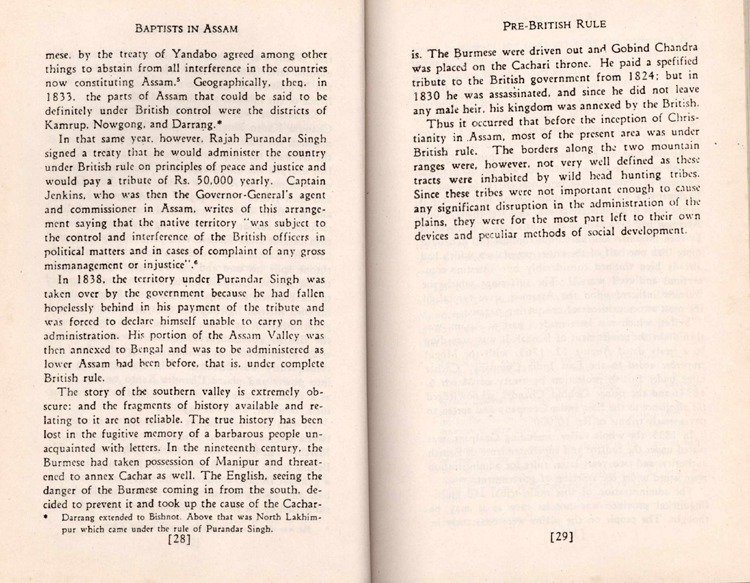 BAPTISTS IN ASSAM
mese, by the treaty of Yandabo agreed among other
things to abstain from all interference in the countries
now constituting Assam.⁵ Geographically, then, in
1833, the parts of Assam that could be said to be
definitely under British control were the districts of
Kamrup, Nowgong, and Darrang.*
In that same year, however, Rajah Purandar Singh
signed a treaty that he would administer the country
under British rule on principles of peace and justice and
would pay a tribute of Rs. 50,000 yearly. Captain
Jenkins, who was then the Governor-General's agent
and commissioner in Assam, writes of this arrange-
ment saying that the native territory "was subject to
the control and interference of the British officers in
political matters and in cases of complaint of any gross
mismanagement or injustice".⁶
In 1838, the territory under Purandar Singh was
taken over by the government because he had fallen
hopelessly behind in his payment of the tribute and
was forced to declare himself unable to carry on the
administration. His portion of the Assam Valley was
then annexed to Bengal and was to be administered as
lower Assam had been before, that is, under complete
British rule.
The story of the southern valley is extremely ob-
scure; and the fragments of history available and re-
lating to it are not reliable. The true history has been
lost in the fugitive memory of a barbarous people un-
acquainted with letters. In the nineteenth century, the
Burmese had taken possession of Manipur and threat-
ened to annex Cachar as well. The English, seeing the
danger of the Burmese coming in from the south, de-
cided to prevent it and took up the cause of the Cachar-
* Darrang extended to Bishnot. Above that was North Lakhim-
pur which came under the rule of Purandar Singh.
[28]
PRE-BRITISH RULE
is. The Burmese were driven out and Gobind Chandra
was placed on the Cachari throne. He paid a spefified
tribute to the British government from 1824; but in
1830 he was assassinated, and since he did not leave
any male heir, his kingdom was annexed by the British.
Thus it occurred that before the inception of Chris-
tianity in Assam, most of the present area was under
British rule. The borders along the two mountain
ranges were, however, not very well defined as these
tracts were inhabited by wild head hunting tribes.
Since these tribes were not important enough to cause
any significant disruption in the administration of the
plains, they were for the most part left to their own
devices and peculiar methods of social development.
[29]